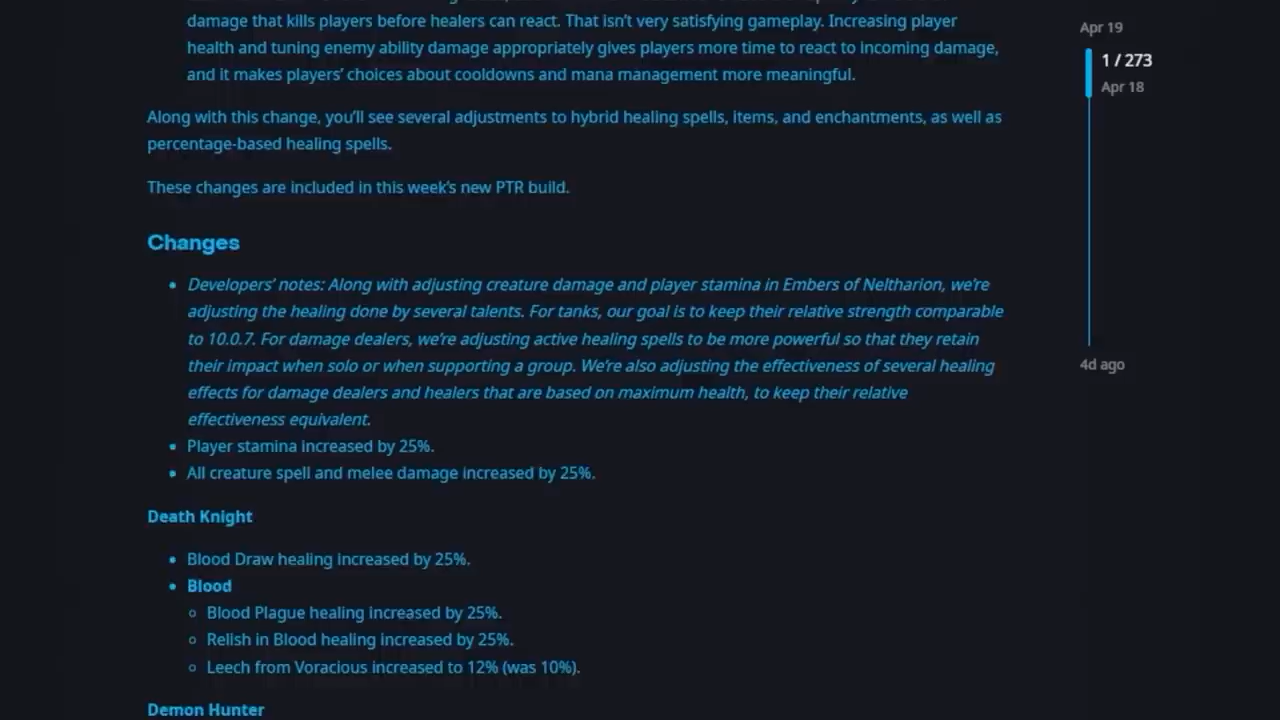 damage that kills players before healers can react. That isn’t very satisfying gameplay. Increasing player
health and tuning enemy ability damage appropriately gives players more time to react to incoming damage,
and it makes players’ choices about cooldowns and mana management more meaningful.
Along with this change, you’ll see several adjustments to hybrid healing spells, items, and enchantments, as well as
percentage-based healing spells.
These changes are included in this week’s new PTR build.
Changes
• Developers’ notes: Along with adjusting creature damage and player stamina in Embers of Neltharion, we’re
adjusting the healing done by several talents. For tanks, our goal is to keep their relative strength comparable
to 10.0.7. For damage dealers, we’re adjusting active healing spells to be more powerful so that they retain
their impact when solo or when supporting a group. We’re also adjusting the effectiveness of several healing
effects for damage dealers and healers that are based on maximum health, to keep their relative
effectiveness equivalent.
• Player stamina increased by 25%.
• All creature spell and melee damage increased by 25%.
Death Knight
• Blood Draw healing increased by 25%.
• Blood
◦ Blood Plague healing increased by 25%.
◦ Relish in Blood healing increased by 25%.
◦ Leech from Voracious increased to 12% (was 10%).
Demon Hunter
Apr 19
1 / 273
Apr 18
4d ago